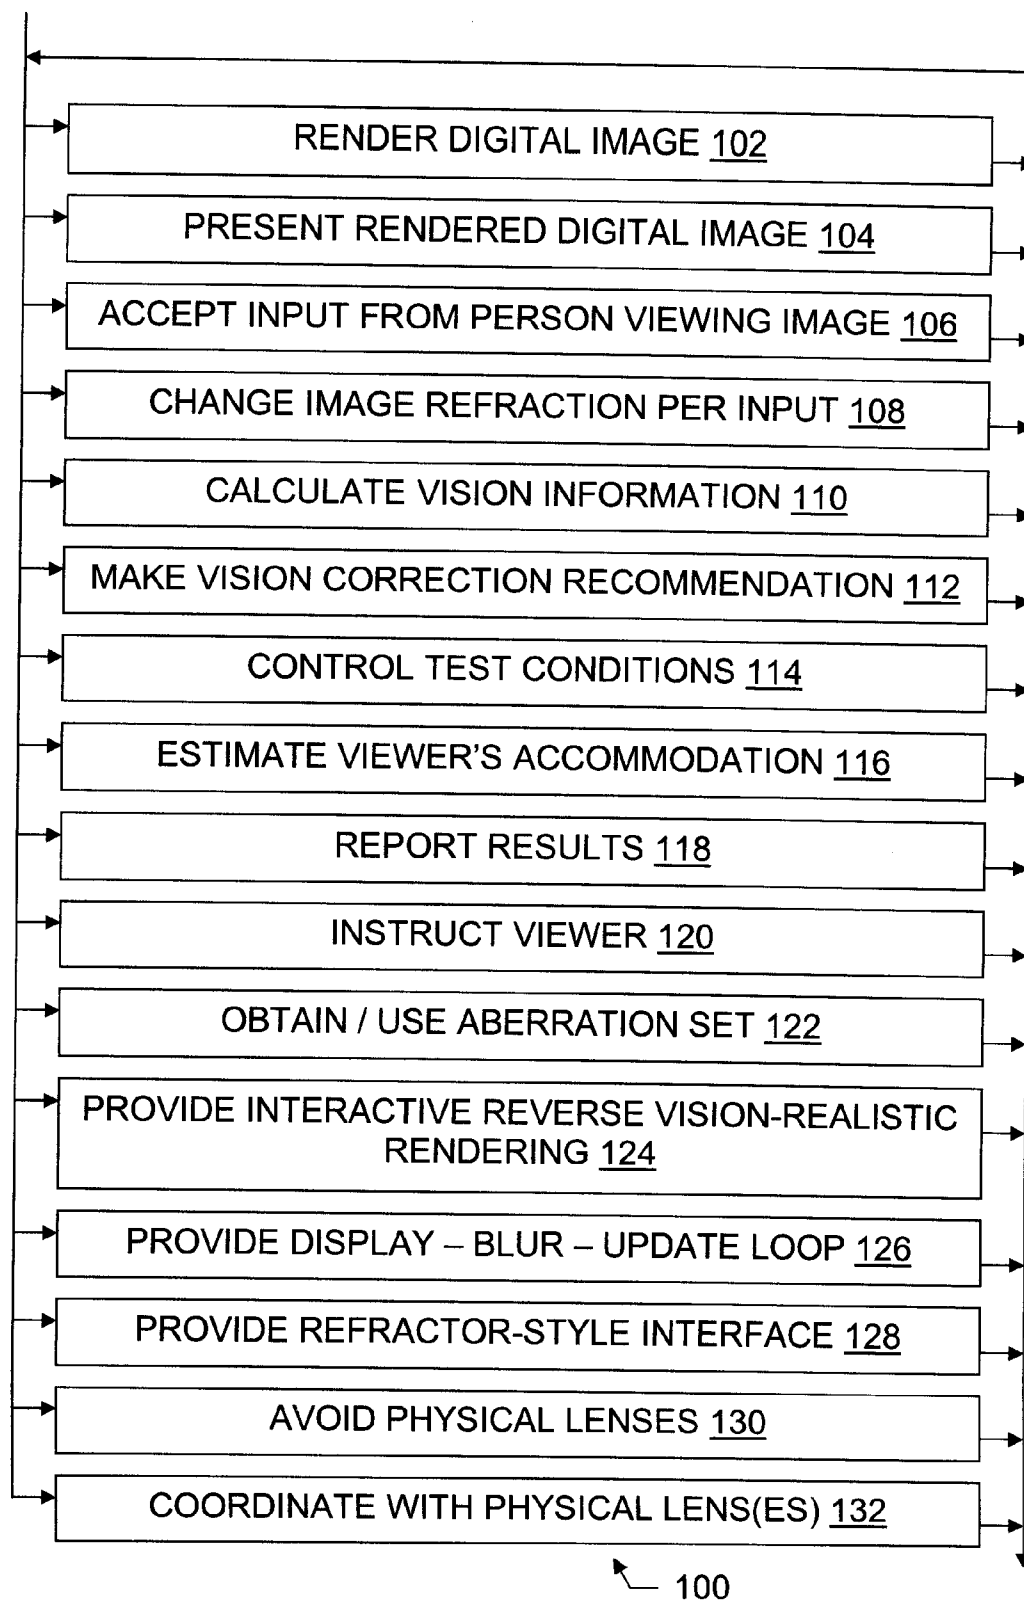 RENDER DIGITAL IMAGE 102
PRESENT RENDERED DIGITAL IMAGE 104
ACCEPT INPUT FROM PERSON VIEWING IMAGE 106
CHANGE IMAGE REFRACTION PER INPUT 108
CALCULATE VISION INFORMATION 110
MAKE VISION CORRECTION RECOMMENDATION 112
CONTROL TEST CONDITIONS 114
ESTIMATE VIEWER'S ACCOMMODATION 116
REPORT RESULTS 118
INSTRUCT VIEWER 120
OBTAIN / USE ABERRATION SET 122
PROVIDE INTERACTIVE REVERSE VISION-REALISTIC
RENDERING 124
PROVIDE DISPLAY – BLUR – UPDATE LOOP 126
PROVIDE REFRACTOR-STYLE INTERFACE 128
AVOID PHYSICAL LENSES 130
COORDINATE WITH PHYSICAL LENS(ES) 132
100